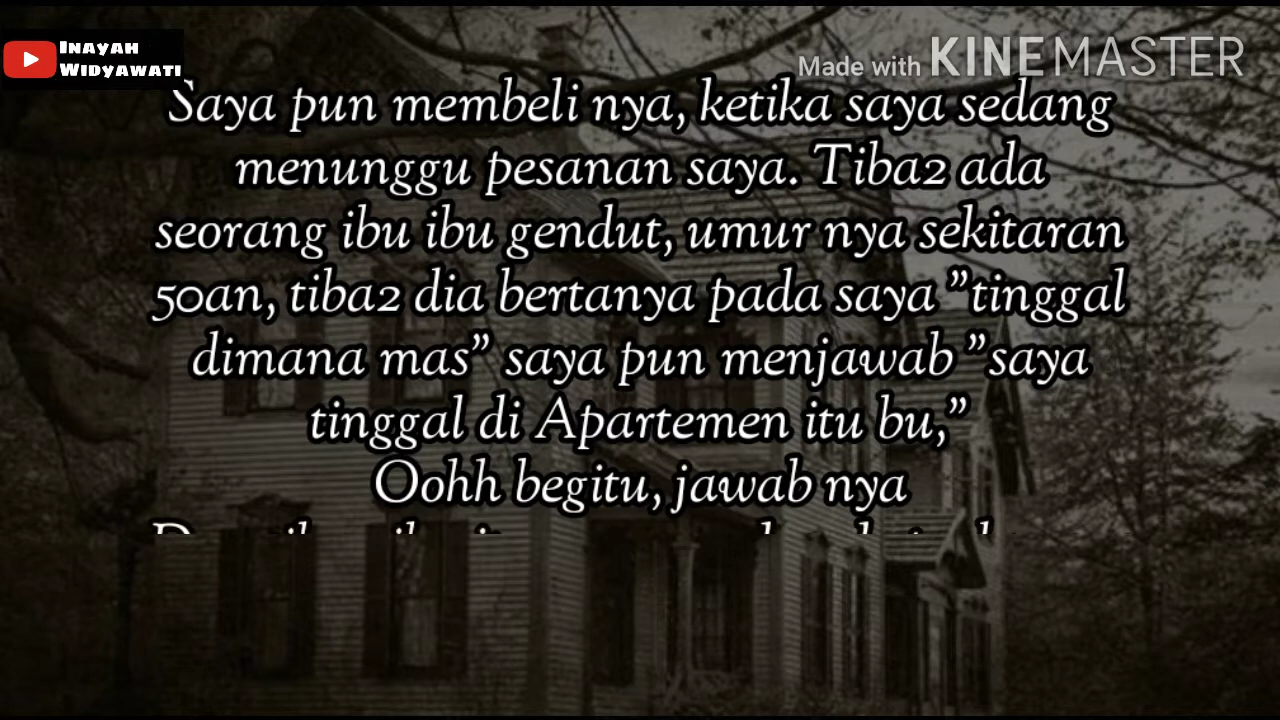 Inayah
Widyawati
Made with KINEMASTER
Saya pun membeli nya, ketika saya sedang
menunggu pesanan saya. Tiba2 ada
seorang ibu ibu gendut, umur nya sekitaran
50an, tiba2 dia bertanya pada saya ”tinggal
dimana mas” saya pun menjawab ”saya
tinggal di Apartemen itu bu,”
Oohh begitu, jawab nya